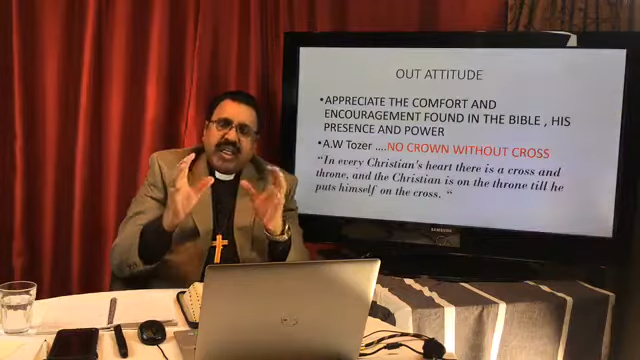 OUT ATTITUDE
•APPRECIATE THE COMFORT AND
ENCOURAGEMENT FOUND IN THE BIBLE , HIS
PRESENCE AND POWER
•A.W Tozer ....NO CROWN WITHOUT CROSS
“In every Christian's heart there is a cross and
throne, and the Christian is on the throne till he
puts himself on the cross. “
SAMSUNG
hp